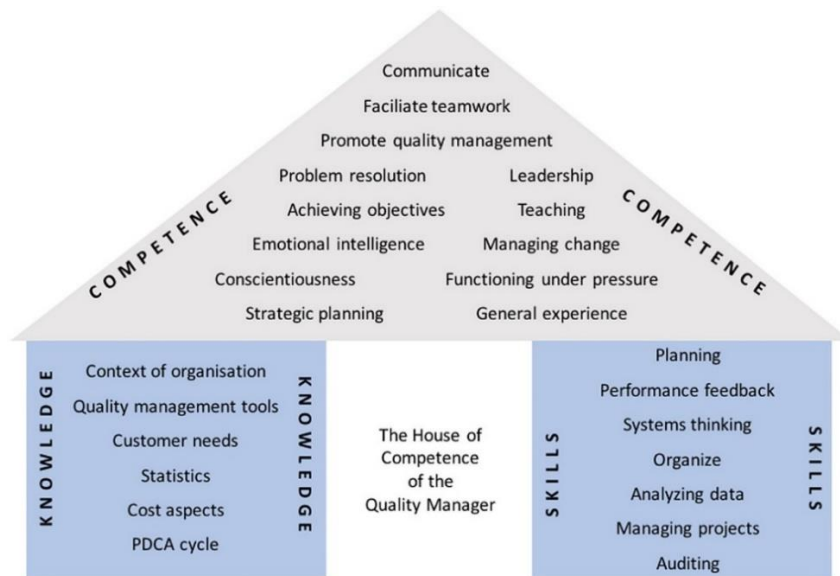 Communicate
Faciliate teamwork
Promote quality management
Problem resolution
Leadership
Achieving objectives
Teaching
Emotional intelligence
Managing change
Conscientiousness
Functioning under pressure
Strategic planning
General experience
COMPETENCE
COMPETENCE
KNOWLEDGE
Context of organisation
Quality management tools
Customer needs
Statistics
Cost aspects
PDCA cycle
KNOWLEDGE
The House of
Competence
of the
Quality Manager
SKILLS
Planning
Performance feedback
Systems thinking
Organize
Analyzing data
Managing projects
Auditing
SKILLS